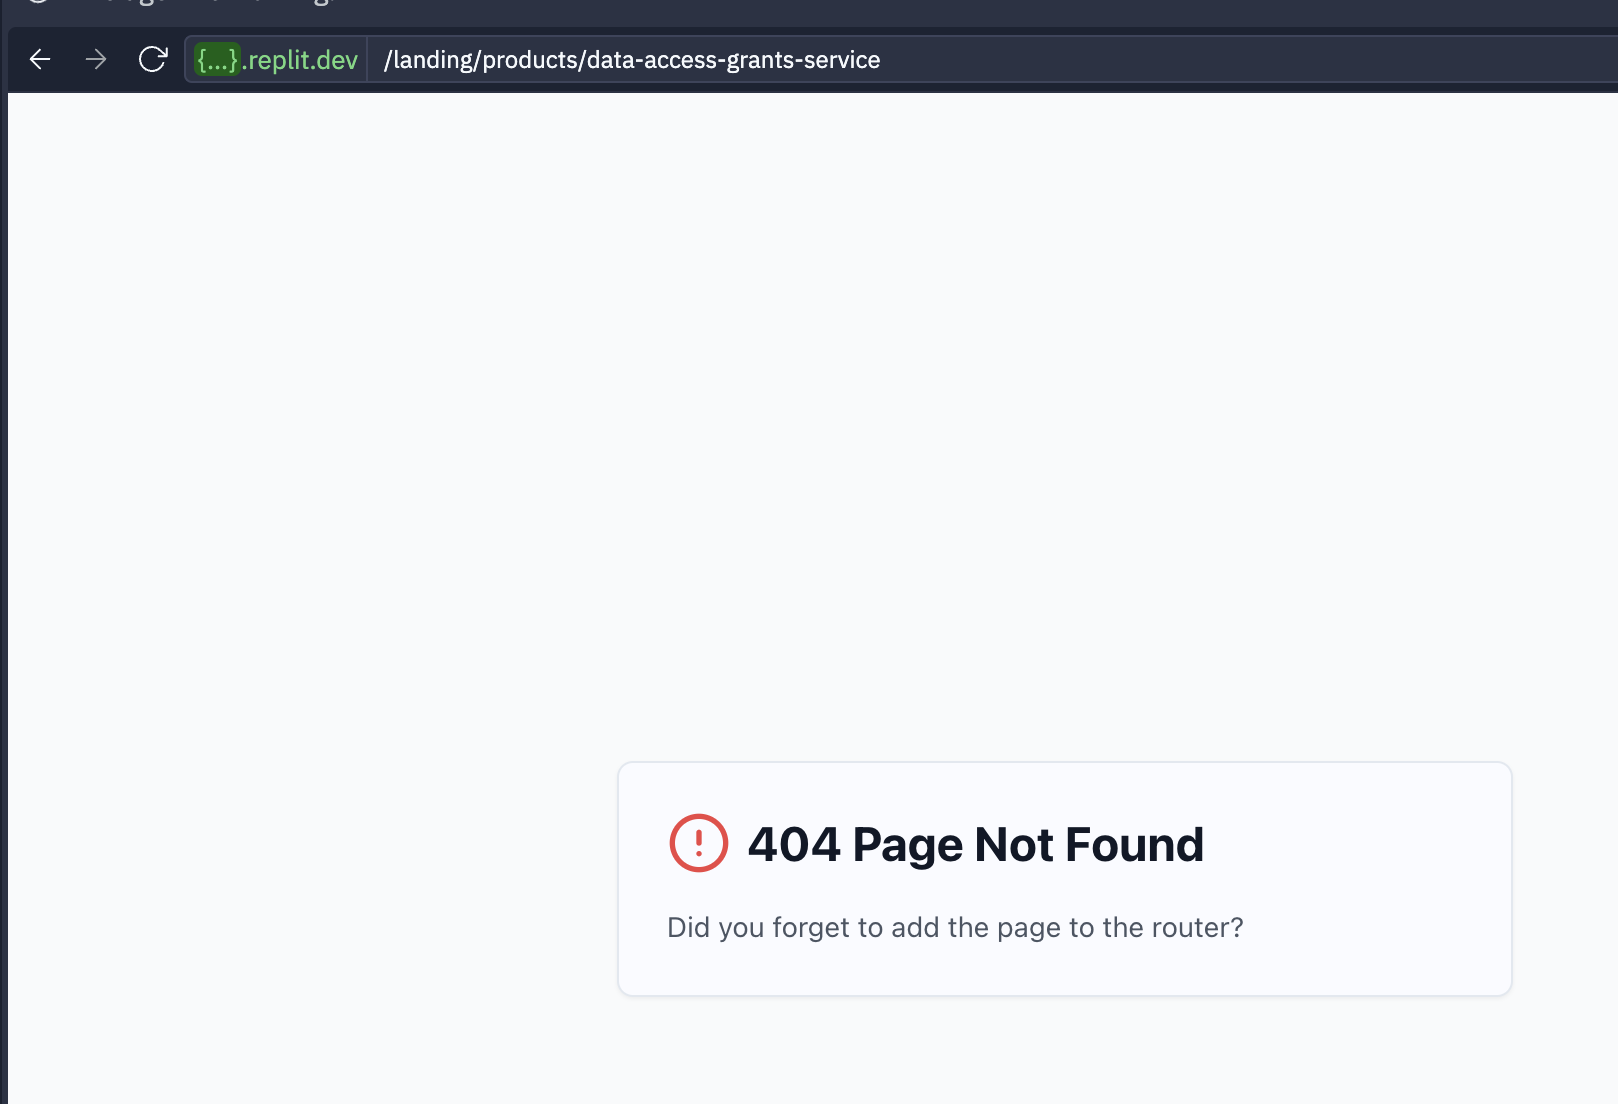 {...}.replit.dev /landing/products/data-access-grants-service
404 Page Not Found
Did you forget to add the page to the router?